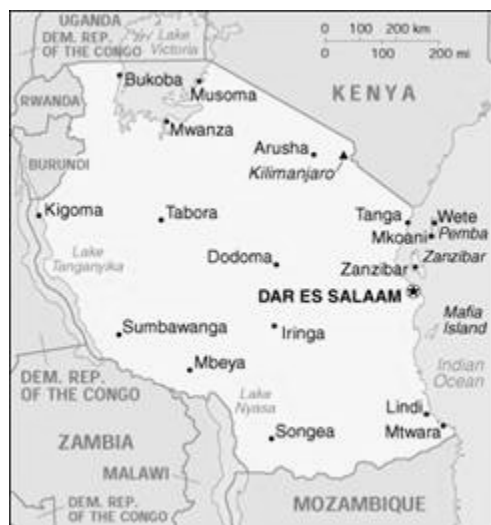 UGANDA
DEM. REP.
OF THE CONGO
Lake
Victoria
0 100 200 km
0 100 200 mi
Bukoba
Musoma
RWANDA
KENYA
Mwanza
Arusha
Kilimanjaro
BURUNDI
Kigoma
Tabora
Tanga
Wete
Mkoani
Pemba
Lake
Tanganyika
Dodoma
Zanzibar
Zanzibar
DAR ES SALAAM
Mafia
Island
Sumbawanga
Iringa
Mbeya
Indian
Ocean
DEM. REP.
OF THE CONGO
Lake
Nyasa
Lindi
Mtwara
Songea
ZAMBIA
MALAWI
DEM. REP.
OF THE CONGO
MOZAMBIQUE